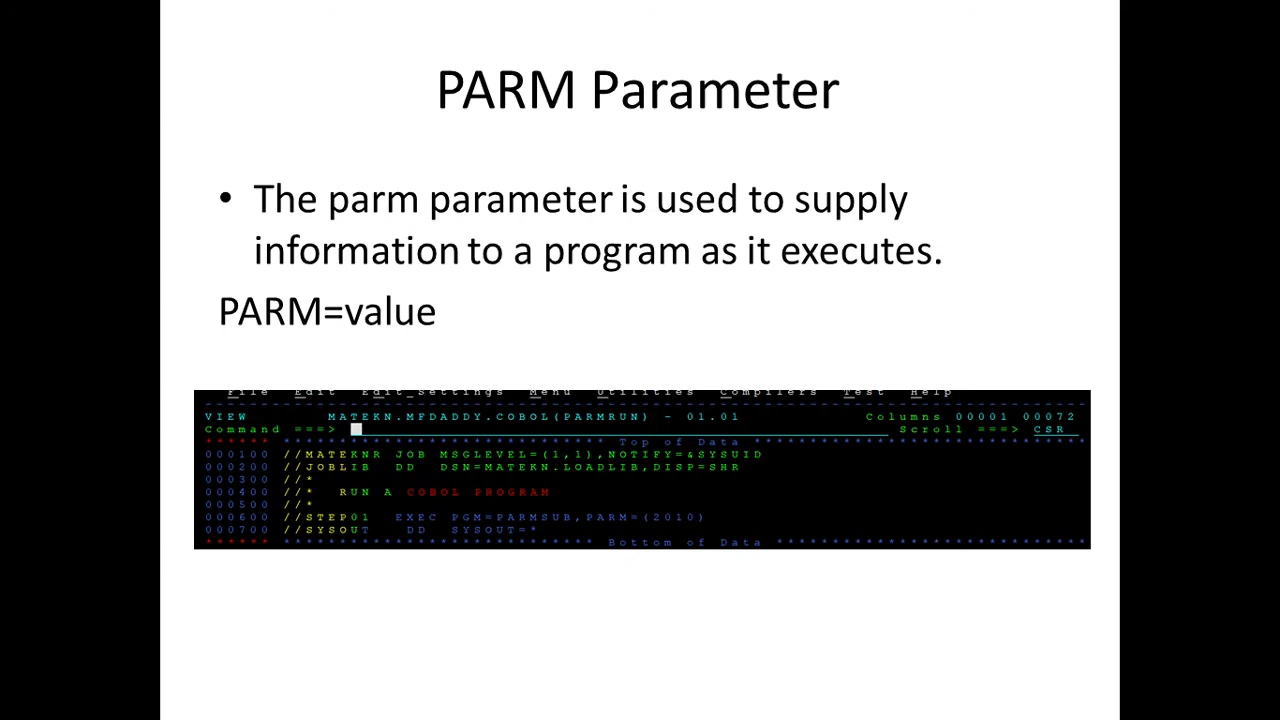 PARM Parameter
• The parm parameter is used to supply
information to a program as it executes.
PARM=value
File Edit Edit_Settings Menu Utilities Compilers Test Help
VIEW MATEKN.MFDADDY.COBOL(PARMRUN) - 01.01 Columns 00001 00072
Command ===> Scroll ===> CSR
****** *************************** Top of Data ******************************
000100 //MATEKNR JOB MSGLEVEL=(1,1),NOTIFY=&SYSUID
000200 //JOBLIB DD DSN=MATEKN.LOADLIB,DISP=SHR
000300 //*
000400 //* RUN A COBOL PROGRAM
000500 //*
000600 //STEP01 EXEC PGM=PARMSUB,PARM=(2010)
000700 //SYSOUT DD SYSOUT=*
****** *************************** Bottom of Data ****************************